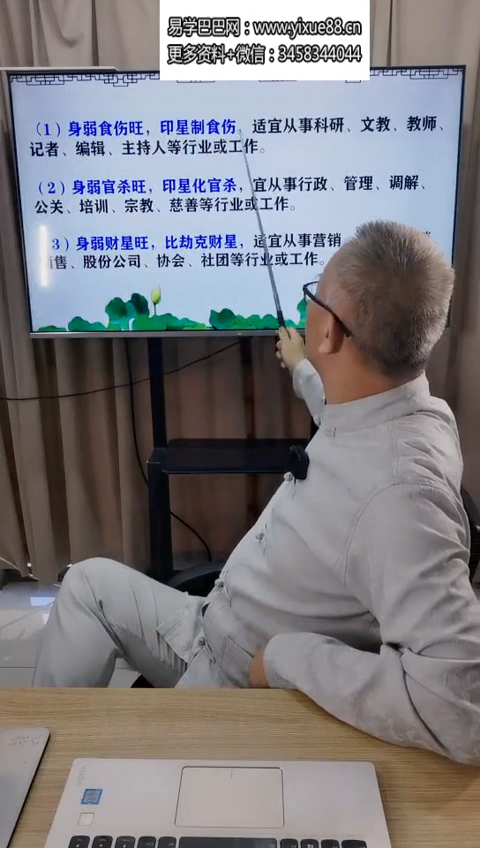 易学巴巴网：www.yixue88.cn
更多资料+微信：3458344044
（1）身弱食伤旺，印星制食伤，适宜从事科研、文教、教师、
记者、编辑、主持人等行业或工作。
（2）身弱官杀旺，印星化官杀，宜从事行政、管理、调解、
公关、培训、宗教、慈善等行业或工作。
3）身弱财星旺，比劫克财星，适宜从事营销
销售、股份公司、协会、社团等行业或工作。